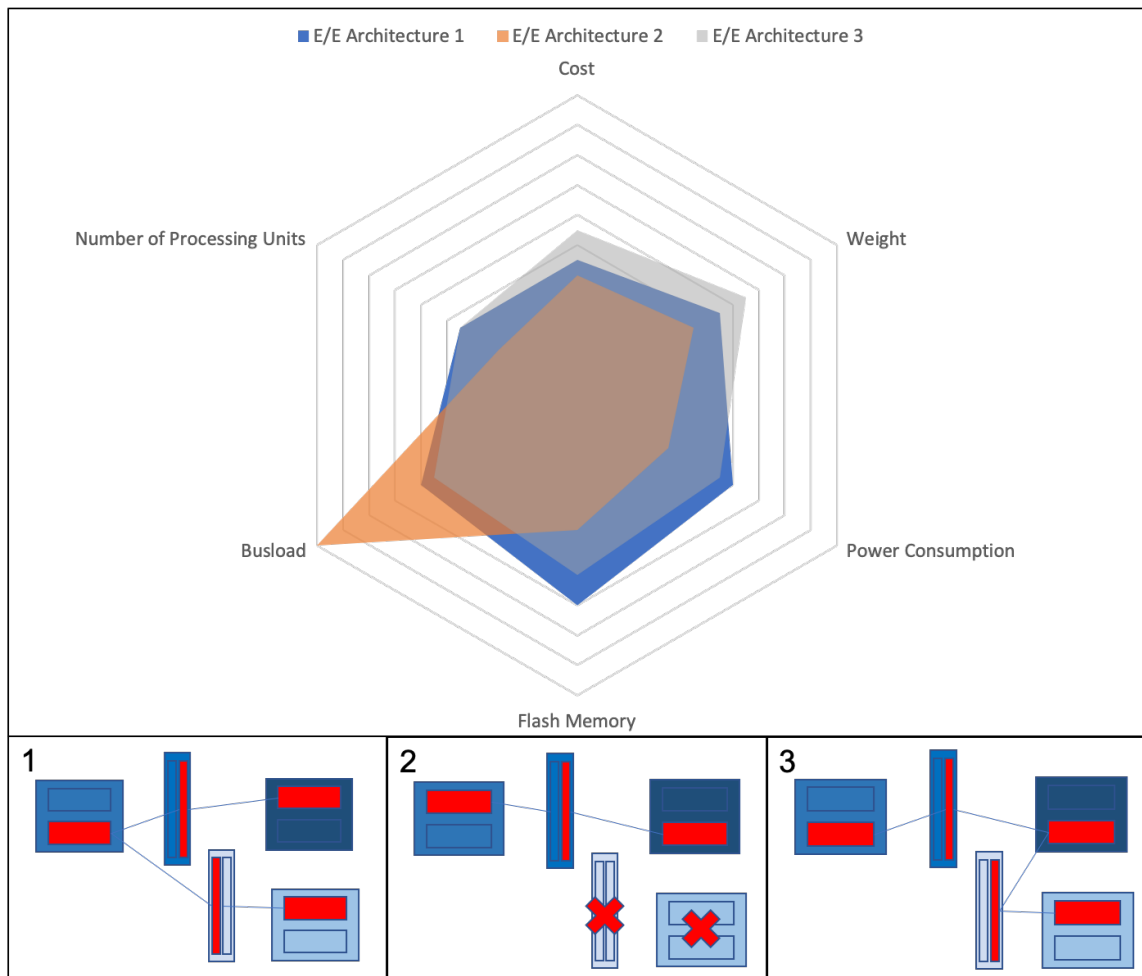 E/E Architecture 1 E/E Architecture 2 E/E Architecture 3
Cost
Number of Processing Units
Weight
Busload
Power Consumption
Flash Memory
1
2
3